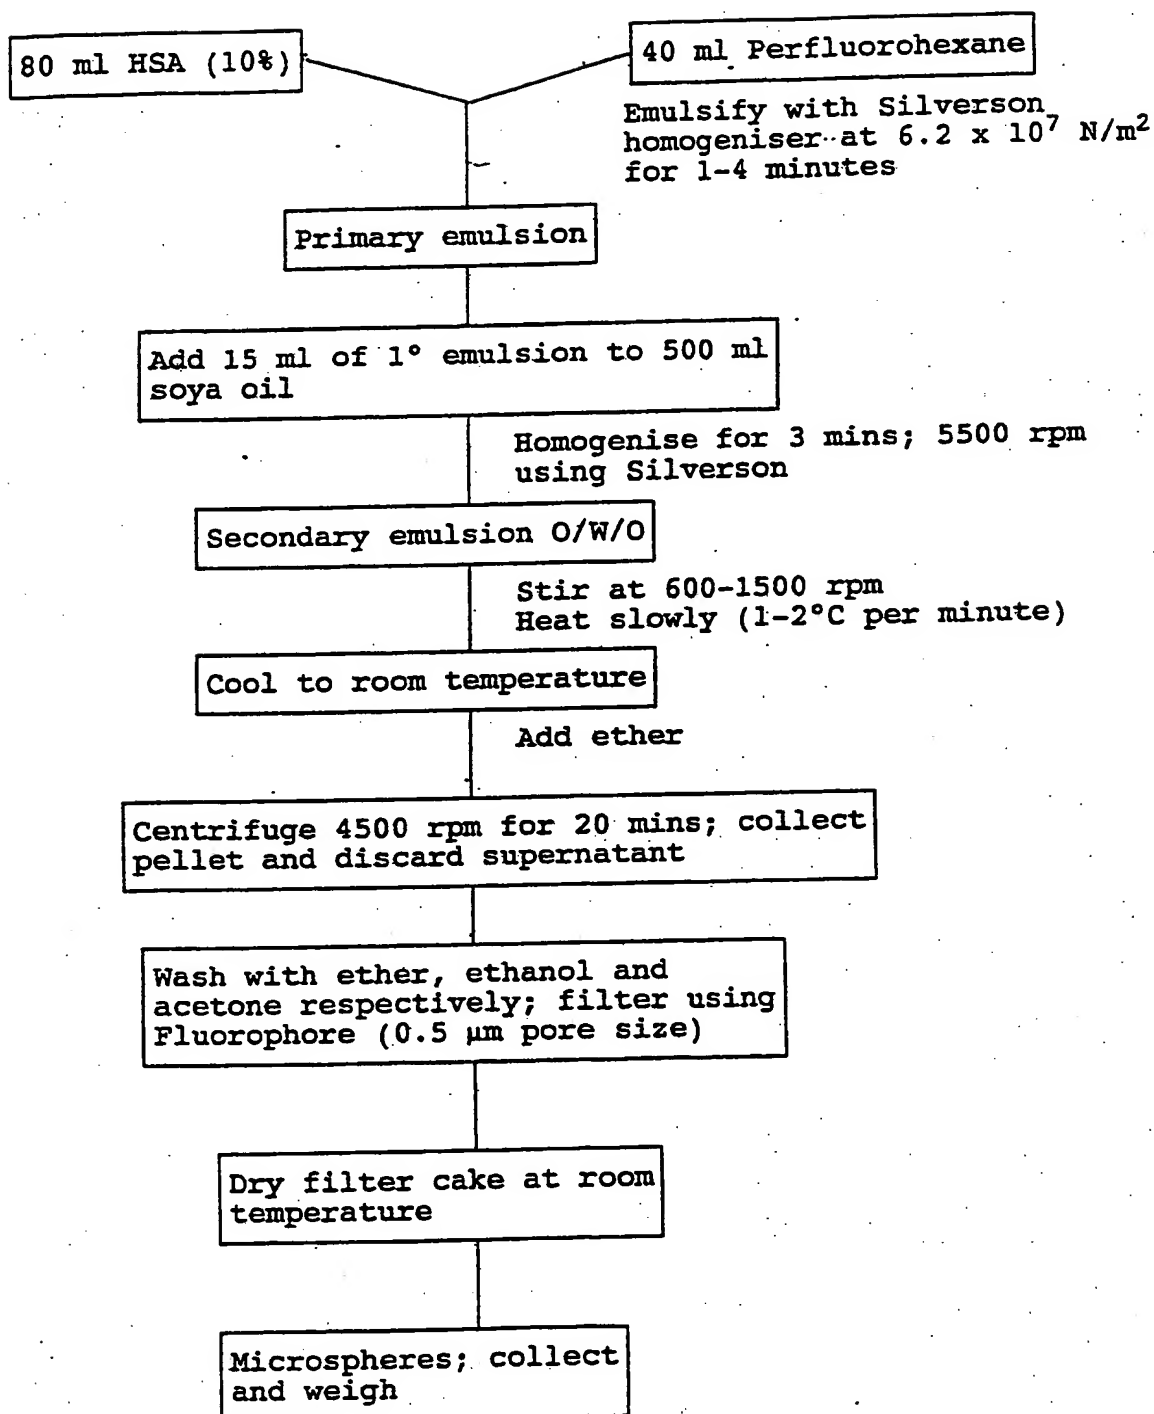 80 ml HSA (10%)
40 ml Perfluorohexane
Emulsify with Silverson
homogeniser at 6.2 x 10⁷ N/m²
for 1-4 minutes
Primary emulsion
Add 15 ml of 1° emulsion to 500 ml
soya oil
Homogenise for 3 mins; 5500 rpm
using Silverson
Secondary emulsion O/W/O
Stir at 600-1500 rpm
Heat slowly (1-2°C per minute)
Cool to room temperature
Add ether
Centrifuge 4500 rpm for 20 mins; collect
pellet and discard supernatant
Wash with ether, ethanol and
acetone respectively; filter using
Fluorophore (0.5 µm pore size)
Dry filter cake at room
temperature
Microspheres; collect
and weigh